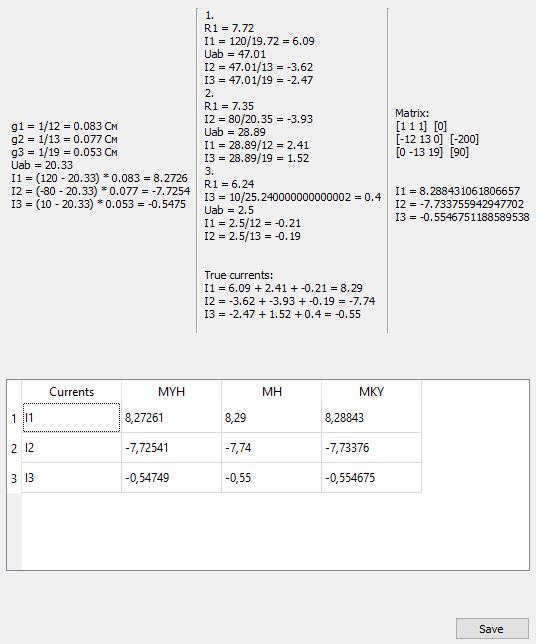 g1 = 1/12 = 0.083 См
g2 = 1/13 = 0.077 См
g3 = 1/19 = 0.053 См
Uab = 20.33
I1 = (120 - 20.33) * 0.083 = 8.2726
I2 = (-80 - 20.33) * 0.077 = -7.7254
I3 = (10 - 20.33) * 0.053 = -0.5475
1.
R1 = 7.72
I1 = 120/19.72 = 6.09
Uab = 47.01
I2 = 47.01/13 = -3.62
I3 = 47.01/19 = -2.47
2.
R1 = 7.35
I2 = 80/20.35 = -3.93
Uab = 28.89
I1 = 28.89/12 = 2.41
I3 = 28.89/19 = 1.52
3.
R1 = 6.24
I3 = 10/25.240000000000002 = 0.4
Uab = 2.5
I1 = 2.5/12 = -0.21
I2 = 2.5/13 = -0.19
True currents:
I1 = 6.09 + 2.41 + -0.21 = 8.29
I2 = -3.62 + -3.93 + -0.19 = -7.74
I3 = -2.47 + 1.52 + 0.4 = -0.55
Matrix:
[1 1 1] [0]
[-12 13 0] [-200]
[0 -13 19] [90]
I1 = 8.288431061806657
I2 = -7.733755942947702
I3 = -0.5546751188589538
Currents МУН МН МКУ
1 I1 8,27261 8,29 8,28843
2 I2 -7,72541 -7,74 -7,73376
3 I3 -0,54749 -0,55 -0,554675
Save